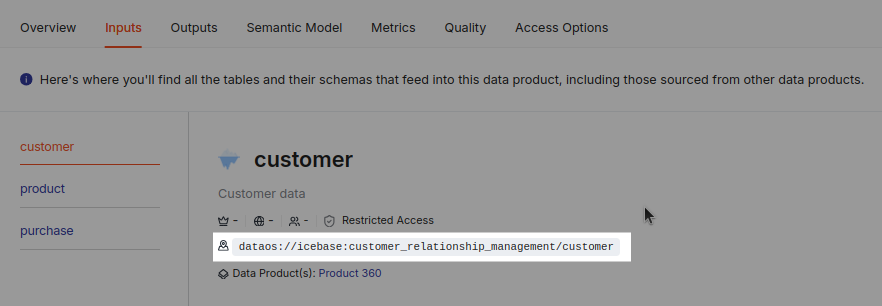 Overview Inputs Outputs Semantic Model Metrics Quality Access Options
Here's where you'll find all the tables and their schemas that feed into this data product, including those sourced from other data products.
customer
product
purchase
customer
Customer data
- - - Restricted Access
dataos://icebase:customer_relationship_management/customer
Data Product(s): Product 360